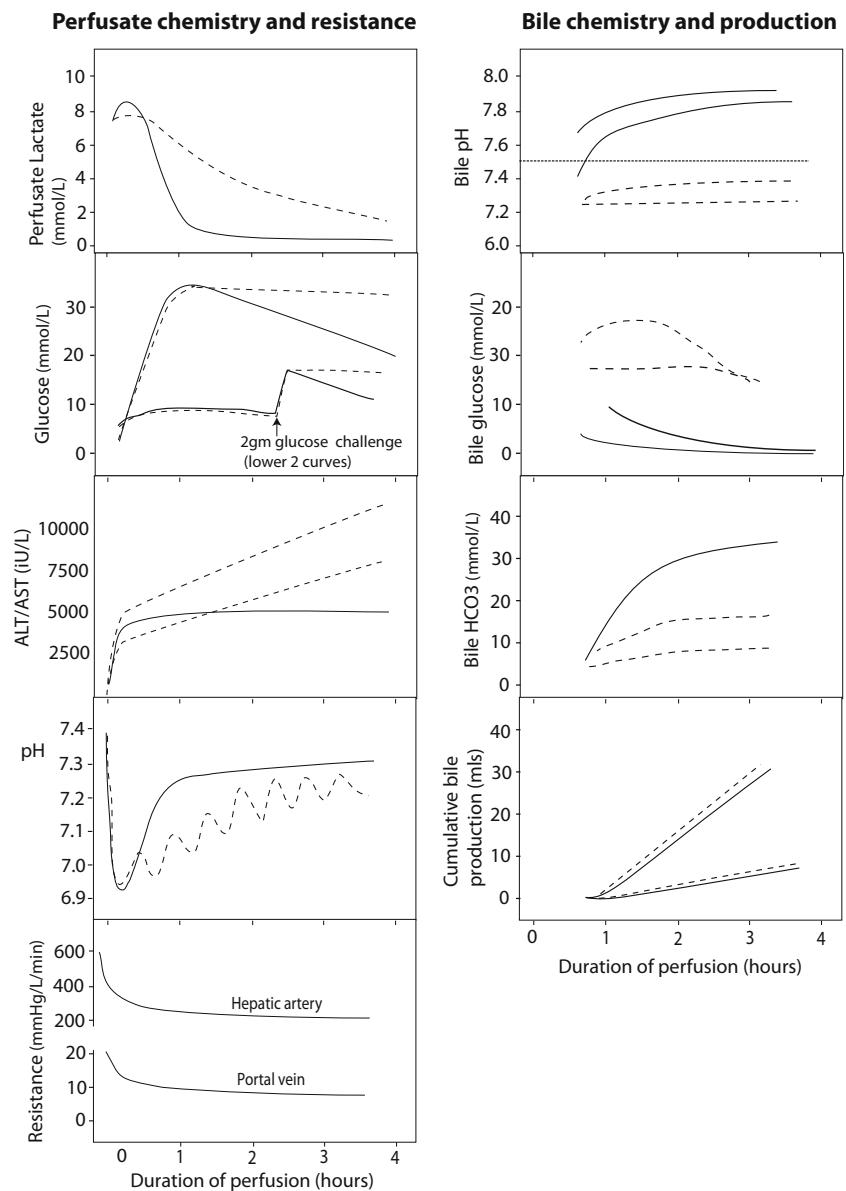 Perfusate chemistry and resistance
Perfusate Lactate
(mmol/L)
10
8
6
4
2
0
Glucose (mmol/L)
30
20
10
0
2gm glucose challenge
(lower 2 curves)
ALT/AST (iU/L)
10000
7500
5000
2500
pH
7.4
7.3
7.2
7.1
7.0
6.9
Resistance (mmHg/L/min)
600
400
200
20
10
0
Hepatic artery
Portal vein
0 1 2 3 4
Duration of perfusion (hours)
Bile chemistry and production
Bile pH
8.0
7.8
7.6
7.4
7.2
6.0
Bile glucose (mmol/L)
20
30
10
0
Bile HCO3 (mmol/L)
40
30
20
10
0
Cumulative bile
production (mls)
40
30
20
10
0
0 1 2 3 4
Duration of perfusion (hours)